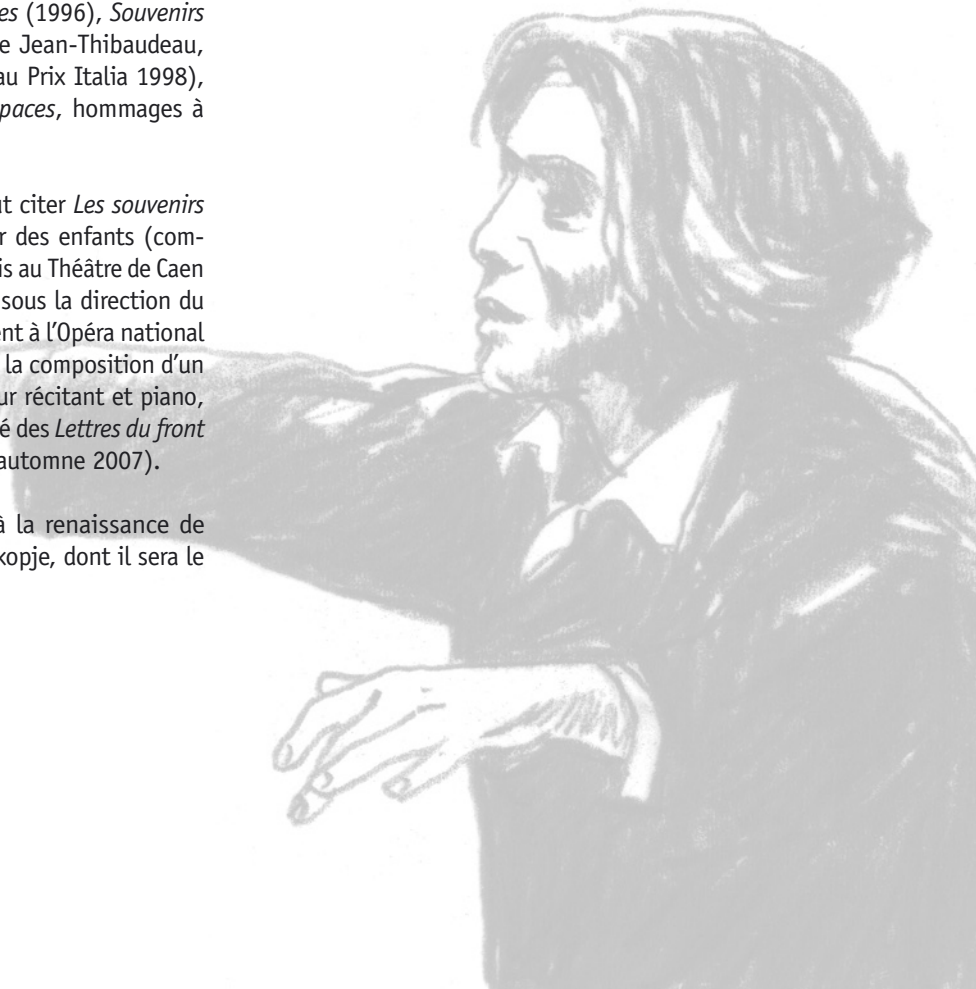 es (1996), Souvenirs
e Jean-Thibaudeau,
au Prix Italia 1998),
paces, hommages à
ut citer Les souvenirs
r des enfants (com-
is au Théâtre de Caen
sous la direction du
ent à l’Opéra national
la composition d’un
ur récitant et piano,
é des Lettres du front
automne 2007).
à la renaissance de
kopje, dont il sera le